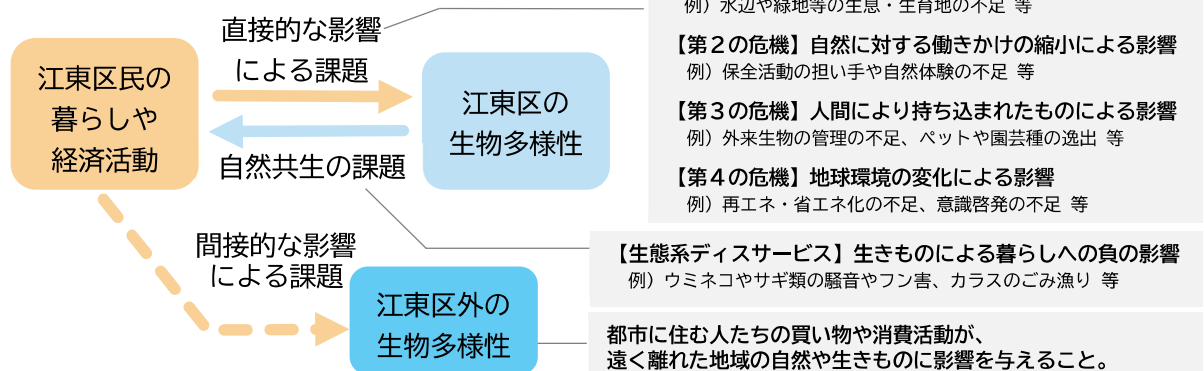 例）水辺や緑地等の生息・生育地の不足 等
【第２の危機】自然に対する働きかけの縮小による影響
例）保全活動の担い手や自然体験の不足 等
【第３の危機】人間により持ち込まれたものによる影響
例）外来生物の管理の不足、ペットや園芸種の逸出 等
【第４の危機】地球環境の変化による影響
例）再エネ・省エネ化の不足、意識啓発の不足 等
直接的な影響
による課題
江東区民の
暮らしや
経済活動
江東区の
生物多様性
自然共生の課題
【生態系ディスサービス】生きものによる暮らしへの負の影響
例）ウミネコやサギ類の騒音やフン害、カラスのごみ漁り 等
間接的な影響
による課題
江東区外の
生物多様性
都市に住む人たちの買い物や消費活動が、
遠く離れた地域の自然や生きものに影響を与えること。